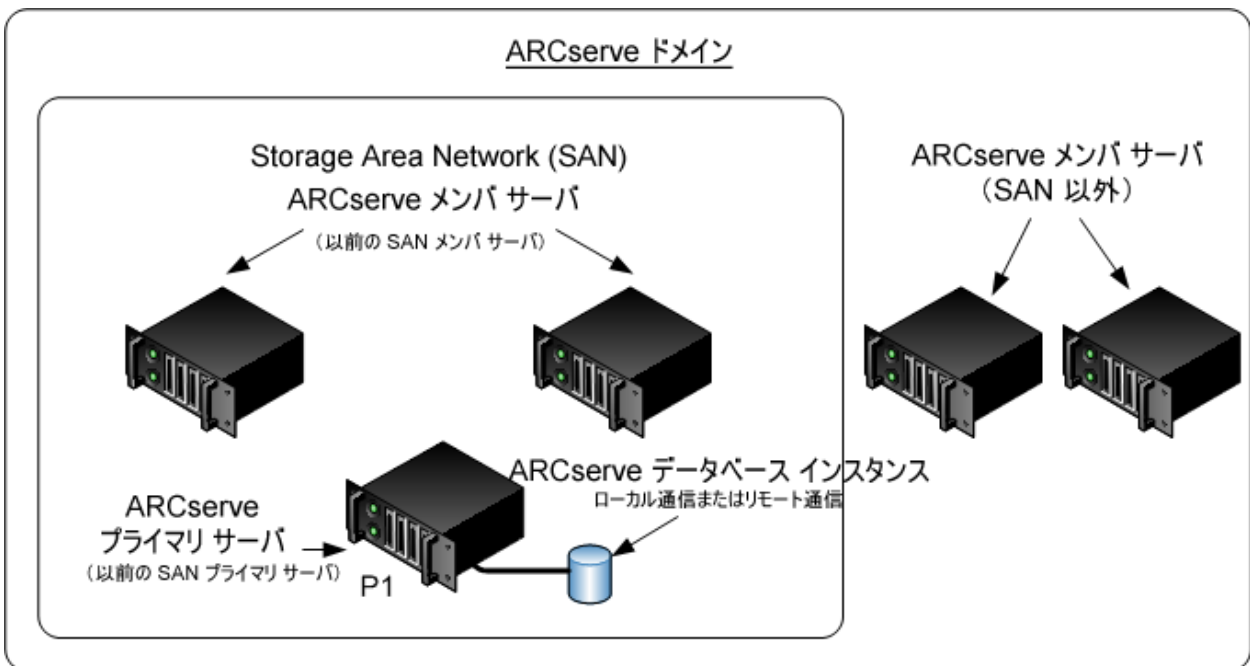 ARCserve ドメイン
Storage Area Network (SAN)
ARCserve メンバ サーバ
（以前の SAN メンバ サーバ）
ARCserve メンバ サーバ
（SAN 以外）
ARCserve データベース インスタンス
ローカル通信またはリモート通信
ARCserve
プライマリ サーバ
（以前の SAN プライマリ サーバ）
P1